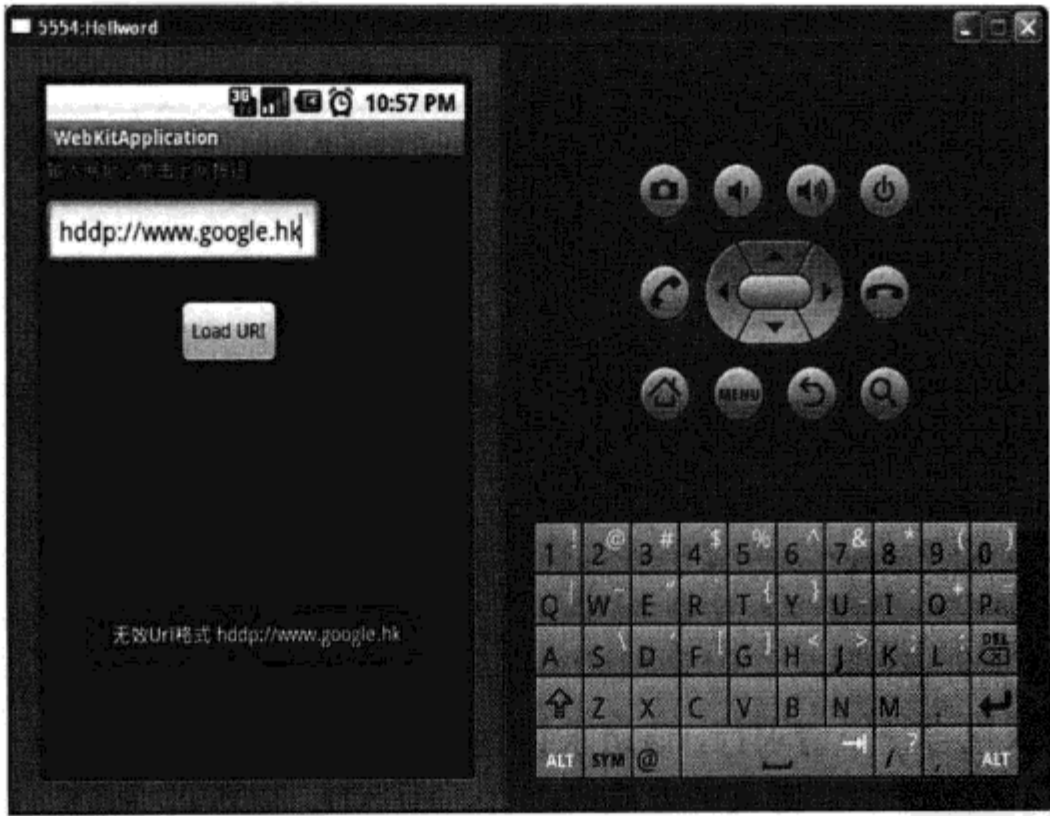 5554:Hellword
3G
10:57 PM
WebKitApplication
hddp://www.google.hk
Load URI
无效Uri格式 hddp://www.google.hk
MENU
1 ! 2 @ 3 # 4 $ 5 % 6 ^ 7 & 8 * 9 ( 0 )
Q | W ~ E " R ` T { Y } U _ I - O + P =
A S \ D ' F [ G ] H < J > K ; L : DEL
Z X C V B N M .
ALT SYM @ / ? , ALT